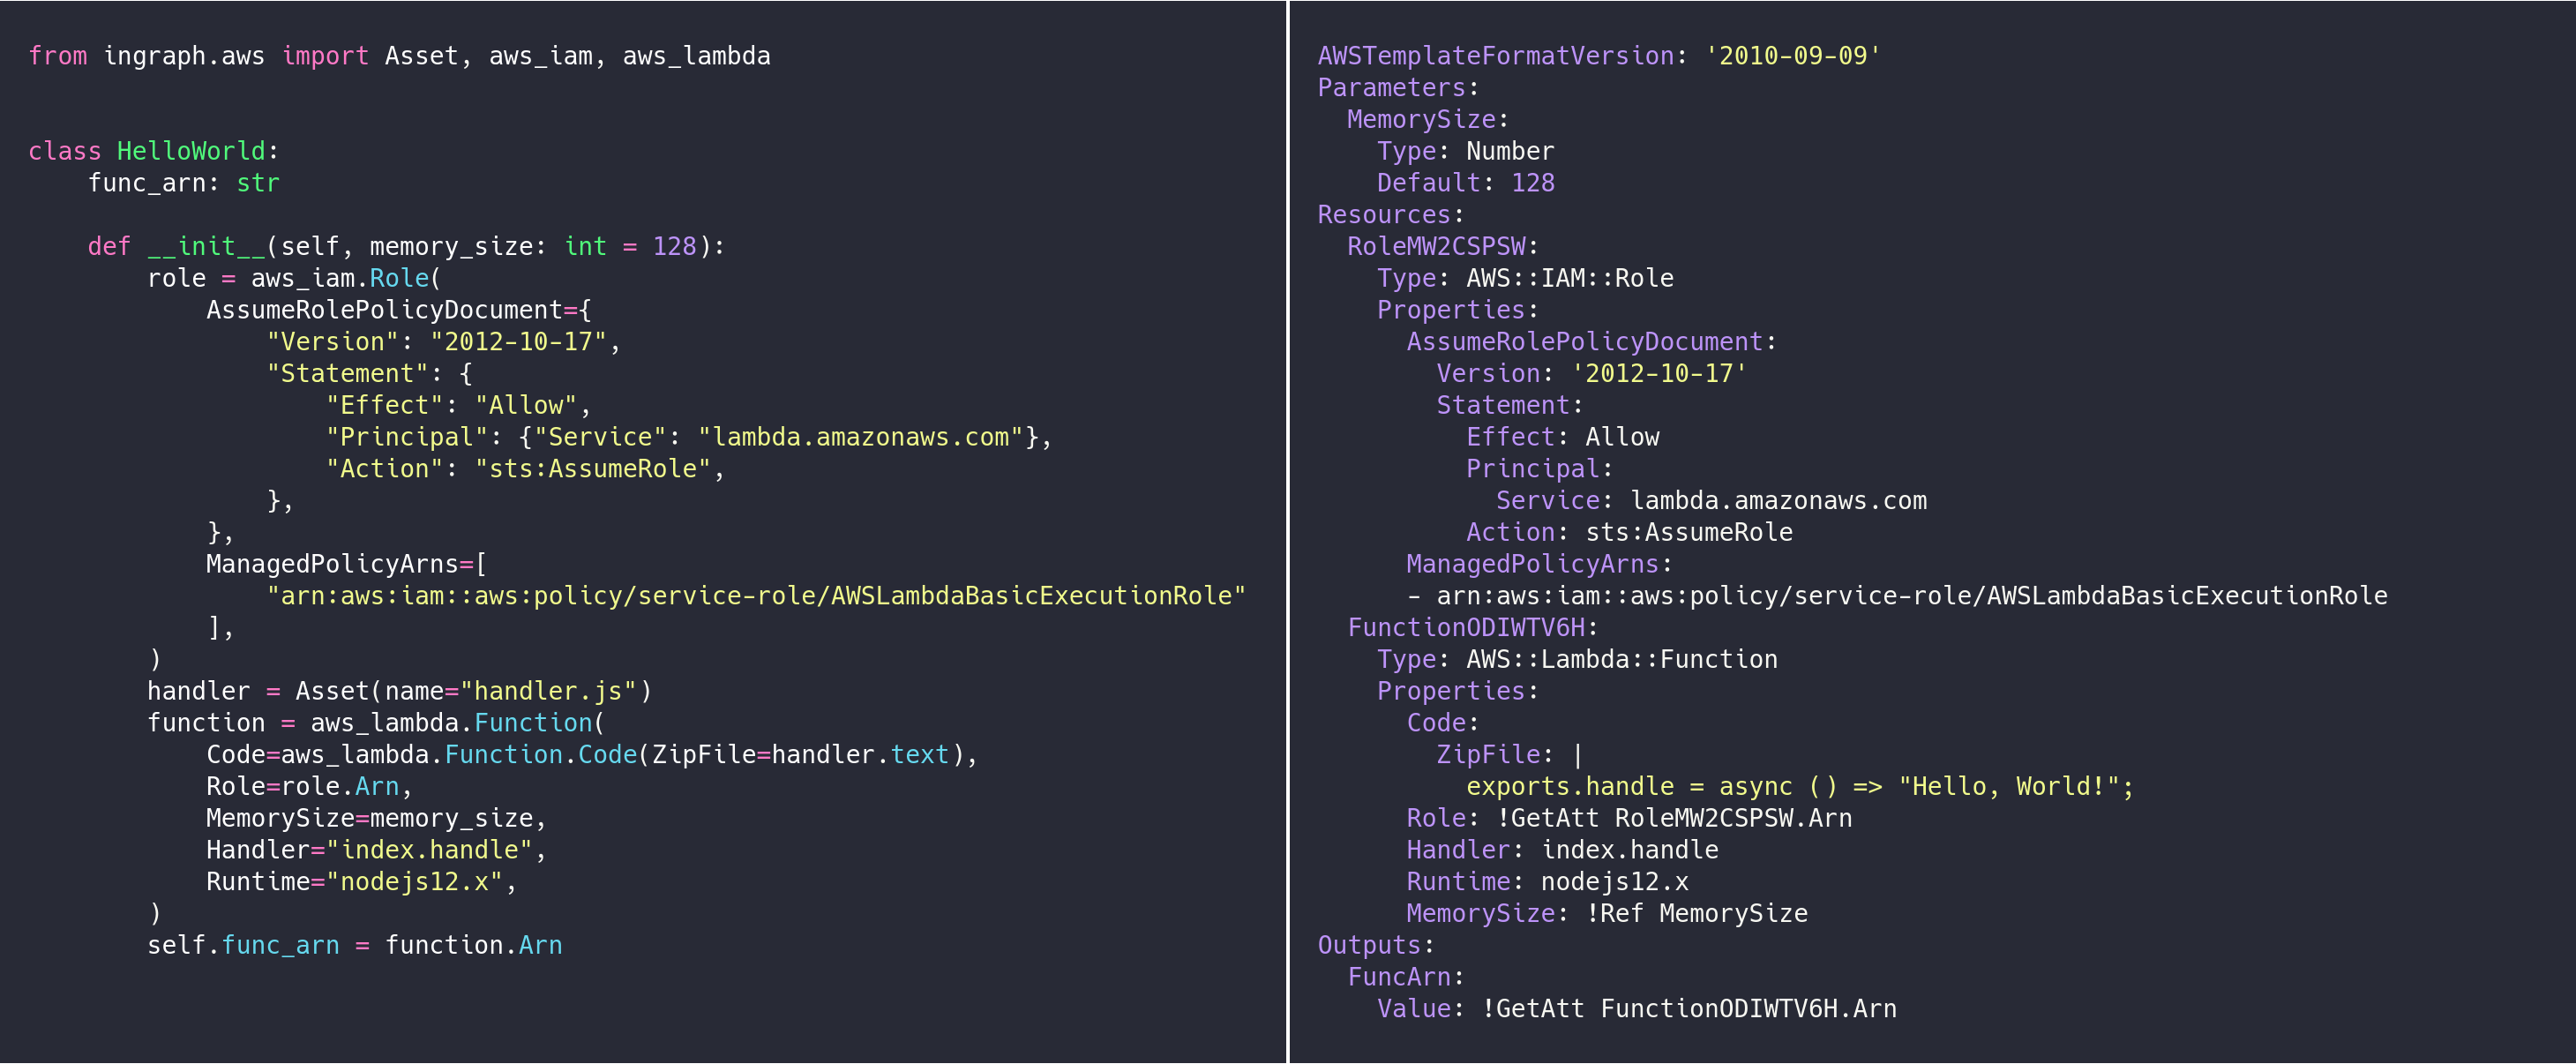 from ingraph.aws import Asset, aws_iam, aws_lambda


class HelloWorld:
    func_arn: str

    def __init__(self, memory_size: int = 128):
        role = aws_iam.Role(
            AssumeRolePolicyDocument={
                "Version": "2012-10-17",
                "Statement": {
                    "Effect": "Allow",
                    "Principal": {"Service": "lambda.amazonaws.com"},
                    "Action": "sts:AssumeRole",
                },
            },
            ManagedPolicyArns=[
                "arn:aws:iam::aws:policy/service-role/AWSLambdaBasicExecutionRole"
            ],
        )
        handler = Asset(name="handler.js")
        function = aws_lambda.Function(
            Code=aws_lambda.Function.Code(ZipFile=handler.text),
            Role=role.Arn,
            MemorySize=memory_size,
            Handler="index.handle",
            Runtime="nodejs12.x",
        )
        self.func_arn = function.Arn

AWSTemplateFormatVersion: '2010-09-09'
Parameters:
  MemorySize:
    Type: Number
    Default: 128
Resources:
  RoleMW2CSPSW:
    Type: AWS::IAM::Role
    Properties:
      AssumeRolePolicyDocument:
        Version: '2012-10-17'
        Statement:
          Effect: Allow
          Principal:
            Service: lambda.amazonaws.com
          Action: sts:AssumeRole
      ManagedPolicyArns:
      - arn:aws:iam::aws:policy/service-role/AWSLambdaBasicExecutionRole
  FunctionODIWTV6H:
    Type: AWS::Lambda::Function
    Properties:
      Code:
        ZipFile: |
          exports.handle = async () => "Hello, World!";
      Role: !GetAtt RoleMW2CSPSW.Arn
      Handler: index.handle
      Runtime: nodejs12.x
      MemorySize: !Ref MemorySize
Outputs:
  FuncArn:
    Value: !GetAtt FunctionODIWTV6H.Arn